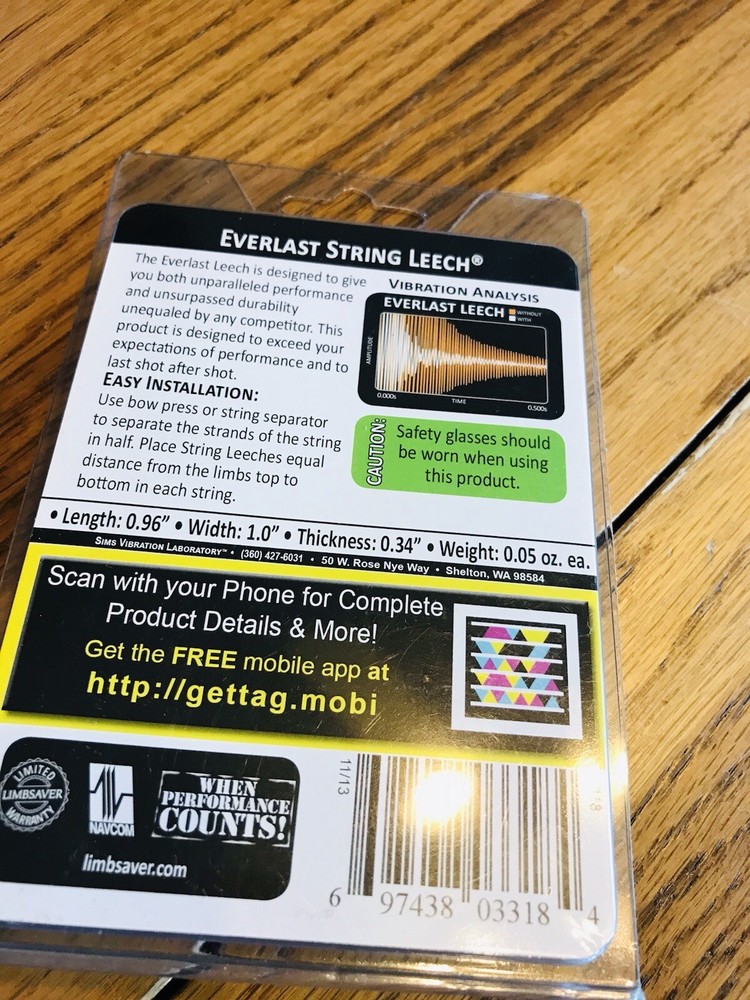 EVERLAST STRING LEECH®
The Everlast Leech is designed to give
you both unparalleled performance
and unsurpassed durability
unequaled by any competitor. This
product is designed to exceed your
expectations of performance and to
last shot after shot.
EASY INSTALLATION:
Use bow press or string separator
to separate the strands of the string
in half. Place String Leeches equal
distance from the limbs top to
bottom in each string.
VIBRATION ANALYSIS
EVERLAST LEECH
WITHOUT
WITH
AMPLITUDE
0.000s
TIME
0.500s
CAUTION:
Safety glasses should
be worn when using
this product.
• Length: 0.96” • Width: 1.0” • Thickness: 0.34” • Weight: 0.05 oz. ea.
SIMS VIBRATION LABORATORY™ • (360) 427-6031 • 50 W. Rose Nye Way • Shelton, WA 98584
Scan with your Phone for Complete
Product Details & More!
Get the FREE mobile app at
http://gettag.mobi
LIMITED
LIMBSAVER
WARRANTY
NAVCOM
WHEN
PERFORMANCE
COUNTS!
limbsaver.com
11/13
6 97438 03318 4